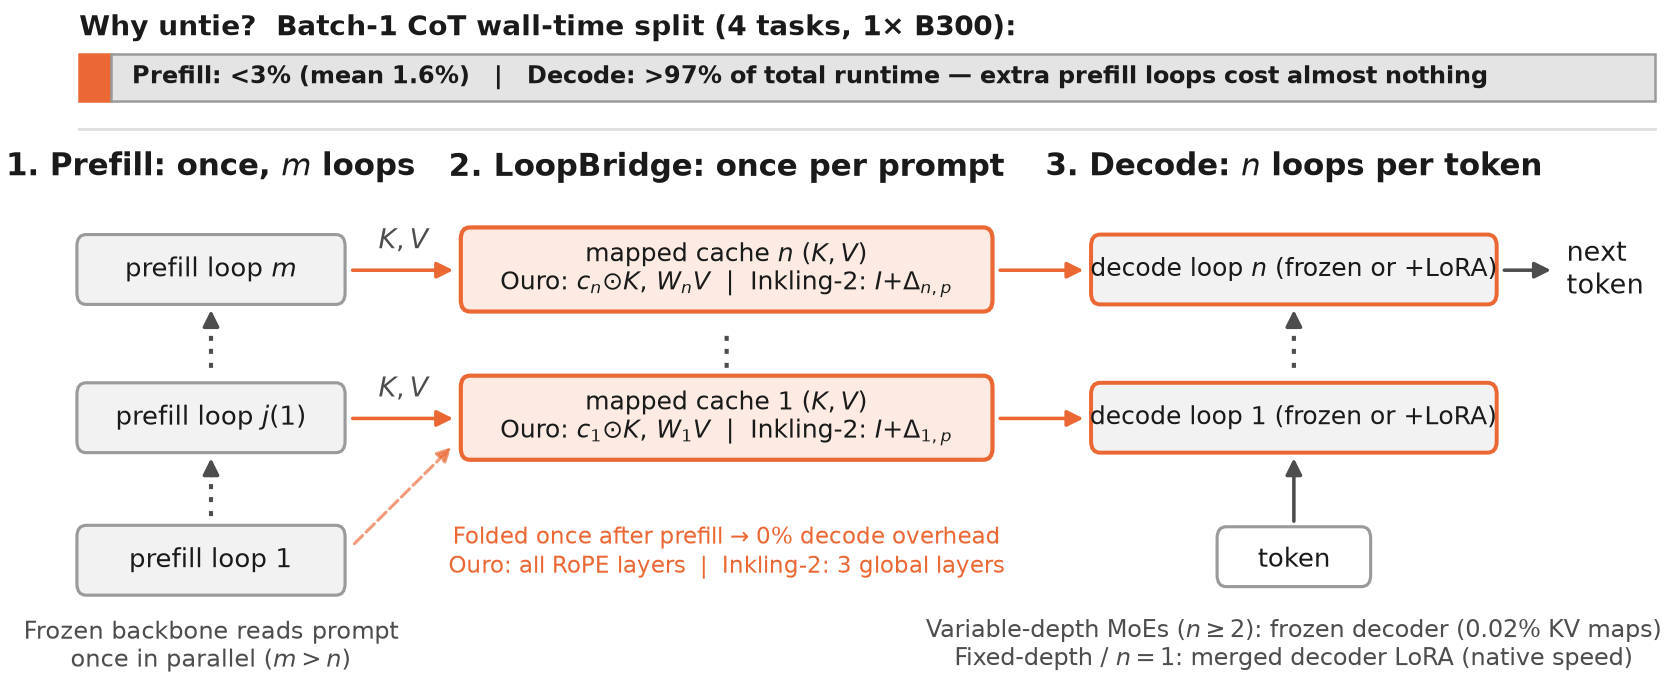 Why untie?  Batch-1 CoT wall-time split (4 tasks, 1× B300):
Prefill: <3% (mean 1.6%)   |   Decode: >97% of total runtime — extra prefill loops cost almost nothing
1. Prefill: once, m loops
2. LoopBridge: once per prompt
3. Decode: n loops per token
prefill loop m
K, V
mapped cache n (K, V)
Ouro: cₙ⊙K, WₙV  |  Inkling-2: I+Δₙ,ₚ
decode loop n (frozen or +LoRA)
next
token
prefill loop j(1)
K, V
mapped cache 1 (K, V)
Ouro: c₁⊙K, W₁V  |  Inkling-2: I+Δ₁,ₚ
decode loop 1 (frozen or +LoRA)
prefill loop 1
Folded once after prefill → 0% decode overhead
Ouro: all RoPE layers  |  Inkling-2: 3 global layers
token
Frozen backbone reads prompt
once in parallel (m > n)
Variable-depth MoEs (n ≥ 2): frozen decoder (0.02% KV maps)
Fixed-depth / n = 1: merged decoder LoRA (native speed)